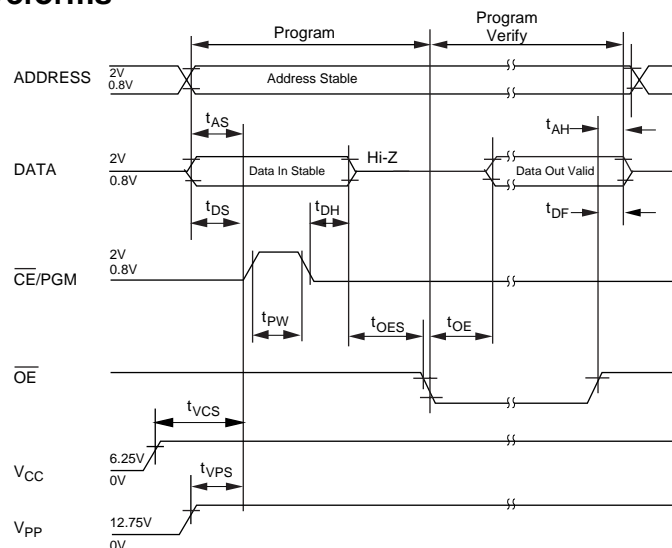 Program
Program
Verify
ADDRESS
2V
0.8V
Address Stable
tAS
tAH
DATA
2V
0.8V
Data In Stable
Hi-Z
Data Out Valid
tDS
tDH
tDF
CE/PGM
2V
0.8V
tPW
tOES
tOE
OE
tVCS
VCC
6.25V
0V
tVPS
VPP
12.75V
0V